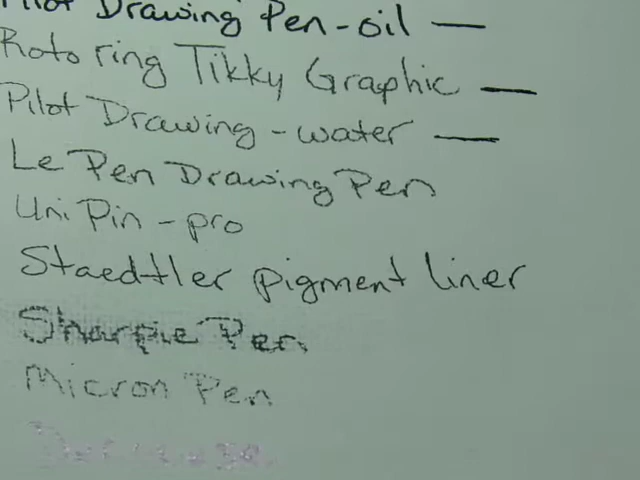 Pilot Drawing Pen-oil —
Rotoring Tikky Graphic —
Pilot Drawing - water —
Le Pen Drawing Pen
Uni Pin - pro
Staedtler pigment liner
Sharpie Pen
Micron Pen